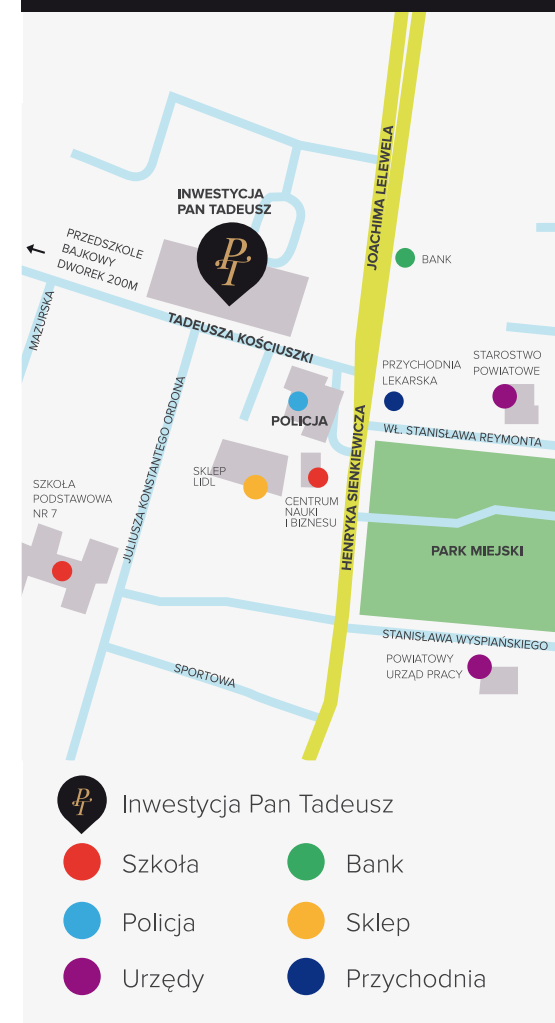 JOACHIMA LELEWELA
INWESTYCJA
PAN TADEUSZ
PT
PRZEDSZKOLE
BAJKOWY
DWOREK 200M
BANK
MAZURSKA
TADEUSZA KOŚCIUSZKI
STAROSTWO
POWIATOWE
PRZYCHODNIA
LEKARSKA
POLICJA
WŁ. STANISŁAWA REYMONTA
HENRYKA SIENKIEWICZA
JULIUSZA KONSTANTEGO ORDONA
SKLEP
LIDL
SZKOŁA
PODSTAWOWA
NR 7
CENTRUM
NAUKI
I BIZNESU
PARK MIEJSKI
STANISŁAWA WYSPIAŃSKIEGO
POWIATOWY
URZĄD PRACY
SPORTOWA
PT
Inwestycja Pan Tadeusz
Szkoła
Bank
Policja
Sklep
Urzędy
Przychodnia